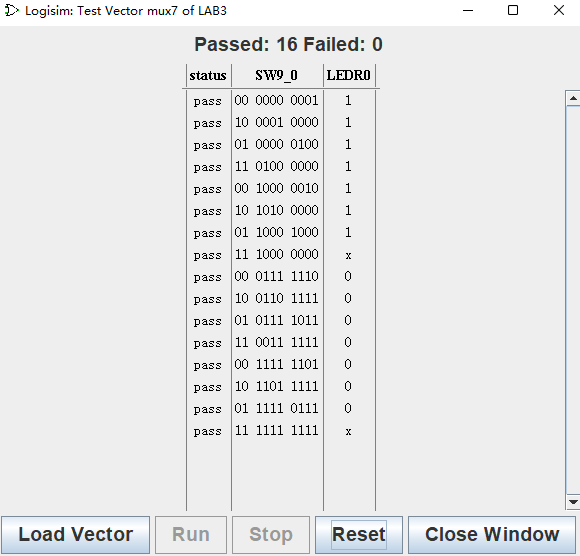 Logisim: Test Vector mux7 of LAB3
Passed: 16 Failed: 0
status SW9_0 LEDR0
pass 00 0000 0001 1
pass 10 0001 0000 1
pass 01 0000 0100 1
pass 11 0100 0000 1
pass 00 1000 0010 1
pass 10 1010 0000 1
pass 01 1000 1000 1
pass 11 1000 0000 x
pass 00 0111 1110 0
pass 10 0110 1111 0
pass 01 0111 1011 0
pass 11 0011 1111 0
pass 00 1111 1101 0
pass 10 1101 1111 0
pass 01 1111 0111 0
pass 11 1111 1111 x
Load Vector Run Stop Reset Close Window